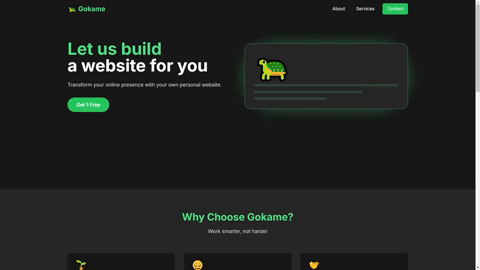 Gokame
About Services Contact
Let us build
a website for you
Transform your online presence with your own personal website.
Get 1 Free
Why Choose Gokame?
Work smarter, not harder